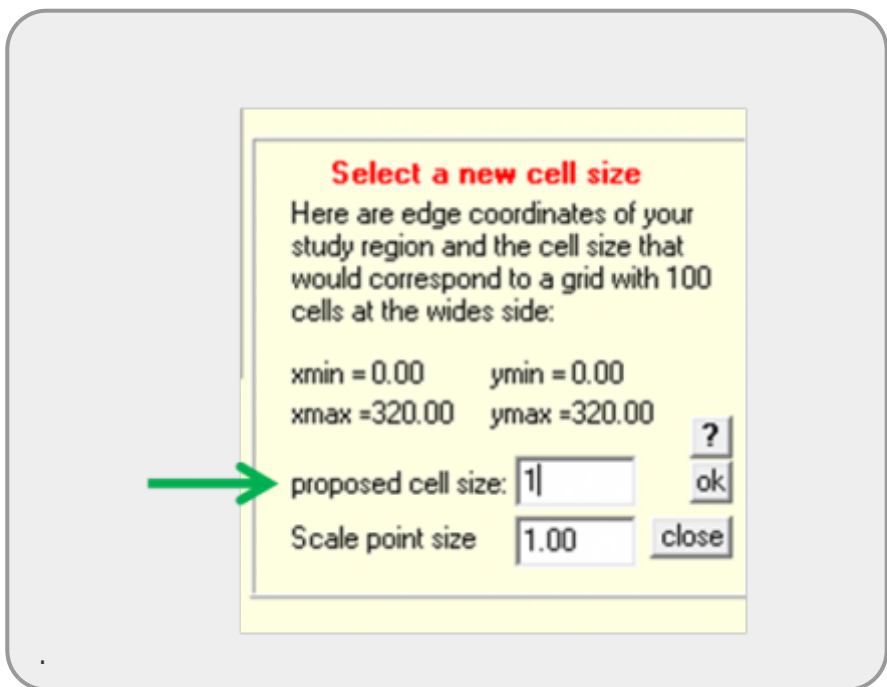 Select a new cell size
Here are edge coordinates of your
study region and the cell size that
would correspond to a grid with 100
cells at the wides side:
xmin = 0.00 ymin = 0.00
xmax =320.00 ymax =320.00
?
proposed cell size: 1 ok
Scale point size 1.00 close
.